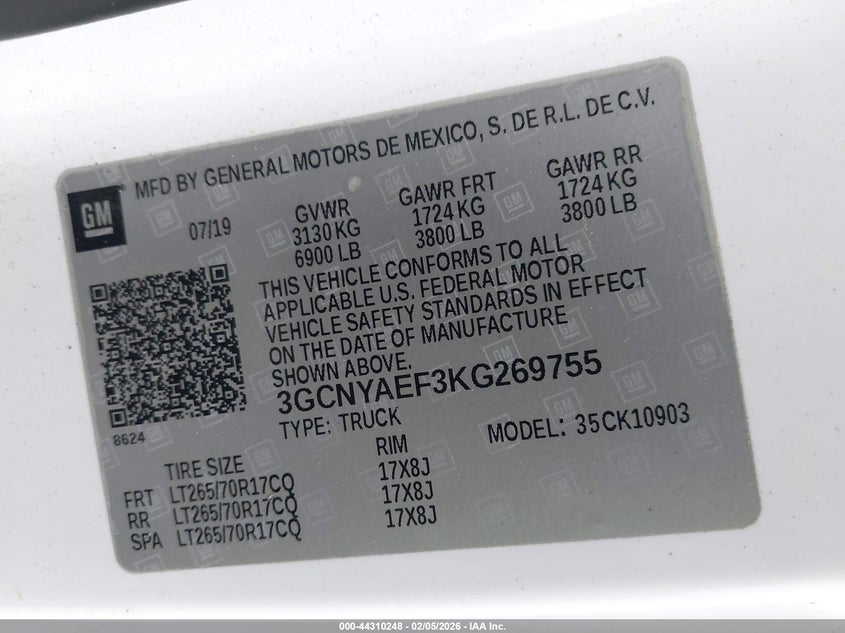 MFD BY GENERAL MOTORS DE MEXICO, S. DE R.L. DE C.V.
GM
07/19
GVWR
3130 KG
6900 LB
GAWR FRT
1724 KG
3800 LB
GAWR RR
1724 KG
3800 LB
THIS VEHICLE CONFORMS TO ALL
APPLICABLE U.S. FEDERAL MOTOR
VEHICLE SAFETY STANDARDS IN EFFECT
ON THE DATE OF MANUFACTURE
SHOWN ABOVE.
3GCNYAEF3KG269755
8624
TYPE: TRUCK
MODEL: 35CK10903
TIRE SIZE RIM
FRT LT265/70R17CQ 17X8J
RR LT265/70R17CQ 17X8J
SPA LT265/70R17CQ 17X8J
000-44310248 - 02/05/2026 - IAA Inc.